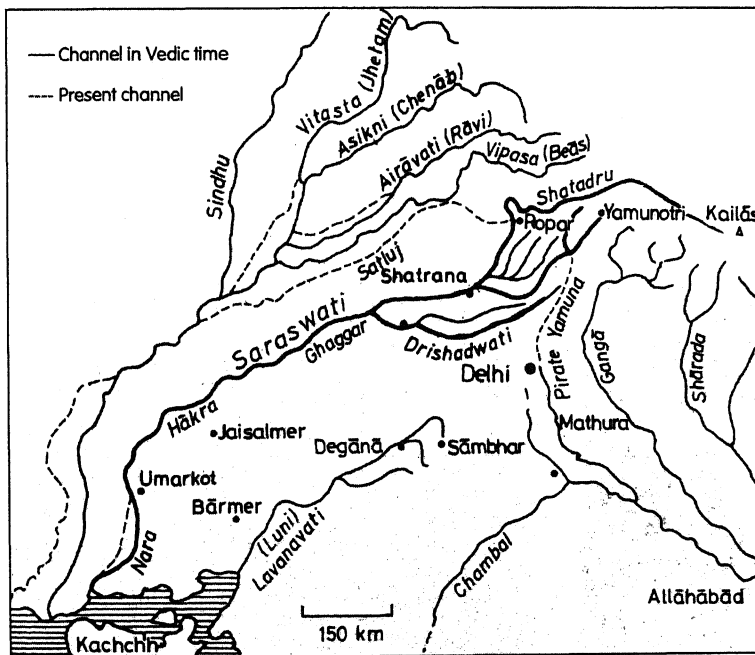 Channel in Vedic time
Present channel
Sindhu
Vitasta (Jhetam)
Asikni (Chenāb)
Airāvati (Rāvi)
Vipasa (Beās)
Shatadru
Ropar
Yamunotri
Kailās
Satluj
Shatrana
Saraswati
Ghaggar
Drishadwati
Delhi
Pirate Yamuna
Gangā
Shārada
Hākra
Jaisalmer
Degānā
Sāmbhar
Mathura
Umarkot
Bārmer
(Luni)
Lavanavati
Nara
Chambal
Allāhābād
150 km
Kachchh